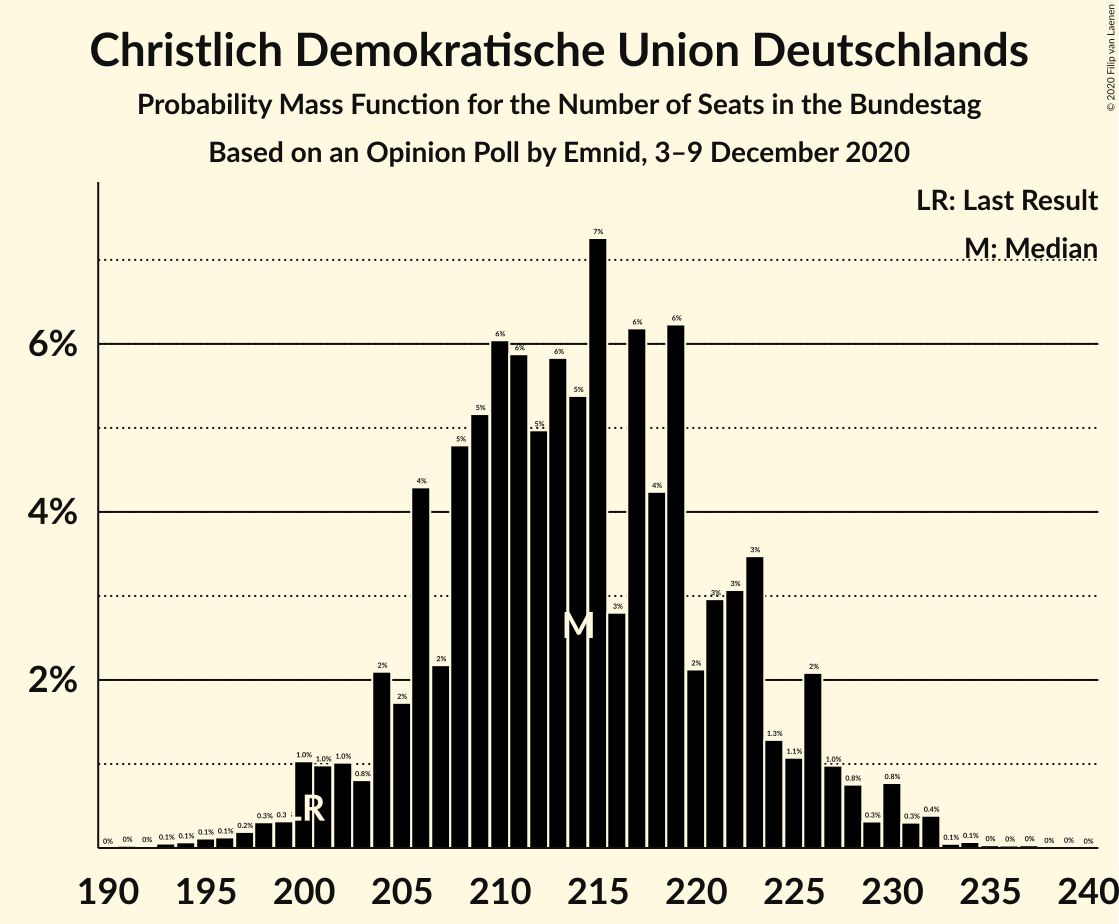 Christlich Demokratische Union Deutschlands
Probability Mass Function for the Number of Seats in the Bundestag
Based on an Opinion Poll by Emnid, 3–9 December 2020
© 2020 Filip van Laenen
LR: Last Result
M: Median
6%
4%
2%
0% 0% 0% 0.1% 0.1% 0.1% 0.1% 0.2% 0.3% 0.3 1.0% 1.0% 1.0% 0.8% 2% 2% 4% 2% 5% 5% 6% 6% 5% 6% 5% 7% 3% 6% 4% 6% 2% 3% 3% 3% 1.3% 1.1% 2% 1.0% 0.8% 0.3% 0.8% 0.3% 0.4% 0.1% 0.1% 0% 0% 0% 0% 0% 0%
M
LR
190 195 200 205 210 215 220 225 230 235 240